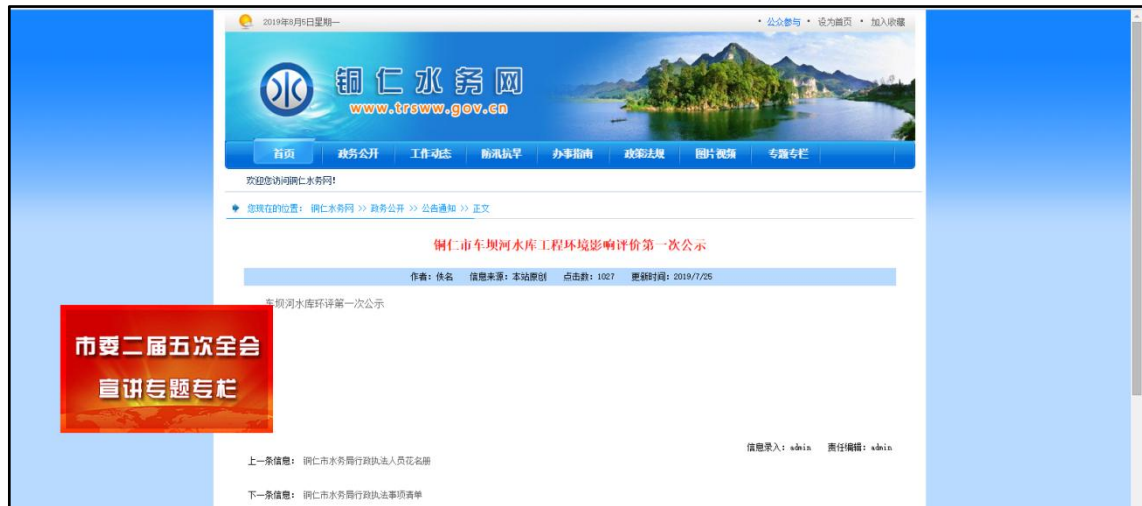 2019年8月5日星期一
• 公众参与 • 设为首页 • 加入收藏
水
铜仁水务网
www.trsww.gov.cn
首页 政务公开 工作动态 防汛抗旱 办事指南 政策法规 图片视频 专题专栏
欢迎您访问铜仁水务网!
您现在的位置: 铜仁水务网 >> 政务公开 >> 公告通知 >> 正文
铜仁市车坝河水库工程环境影响评价第一次公示
作者:佚名 信息来源:本站原创 点击数:1027 更新时间:2019/7/25
车坝河水库环评第一次公示
市委二届五次全会
宣讲专题专栏
信息录入:admin 责任编辑:admin
上一条信息: 铜仁市水务局行政执法人员花名册
下一条信息: 铜仁市水务局行政执法事项清单